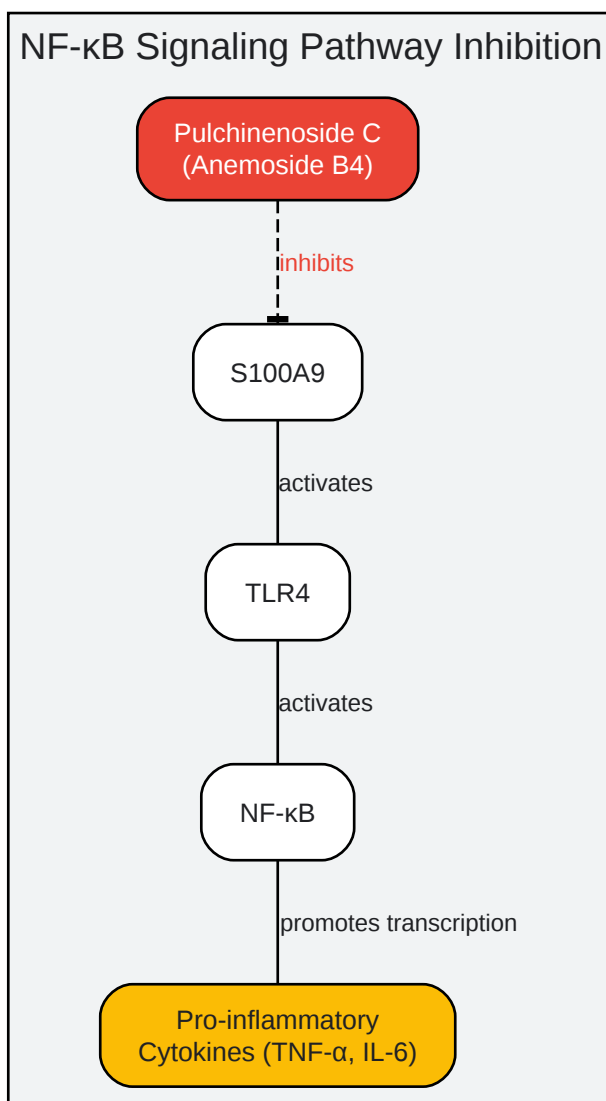 NF-κB Signaling Pathway Inhibition
Pulchinenoside C
(Anemoside B4)
inhibits
S100A9
activates
TLR4
activates
NF-κB
promotes transcription
Pro-inflammatory
Cytokines (TNF-α, IL-6)